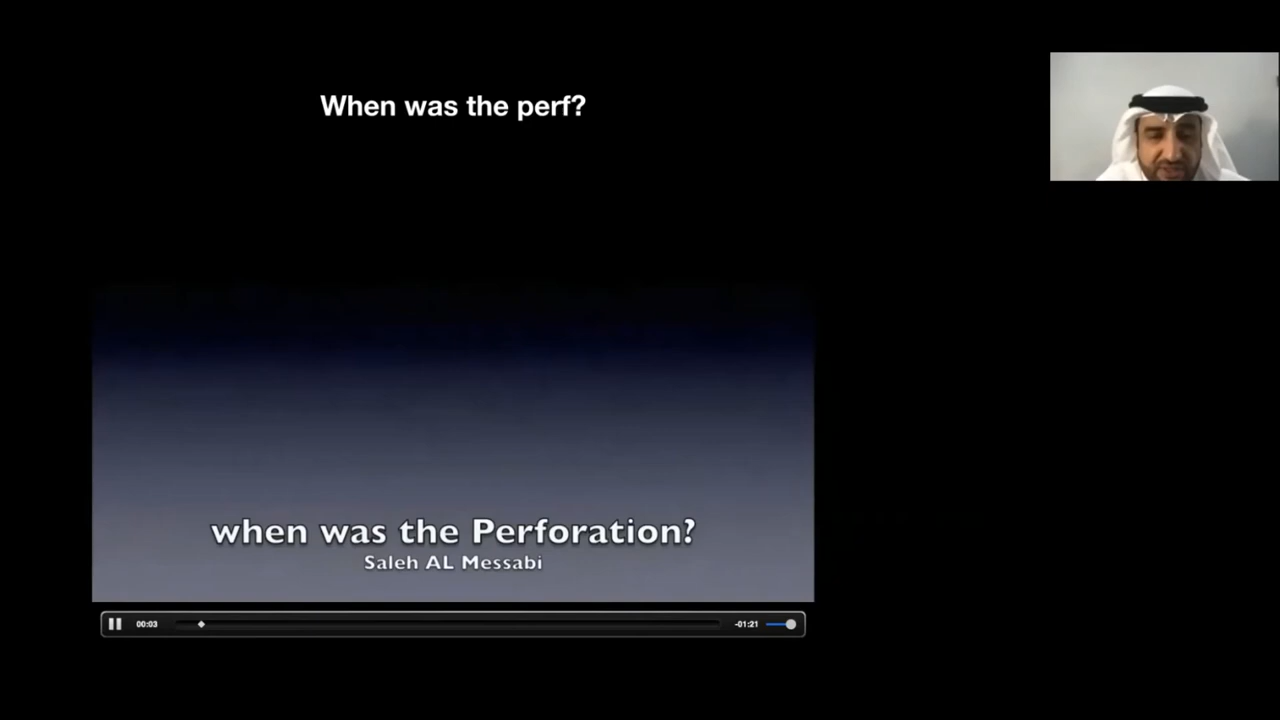 When was the perf?
when was the Perforation?
Saleh AL Messabi
00:03
-01:21